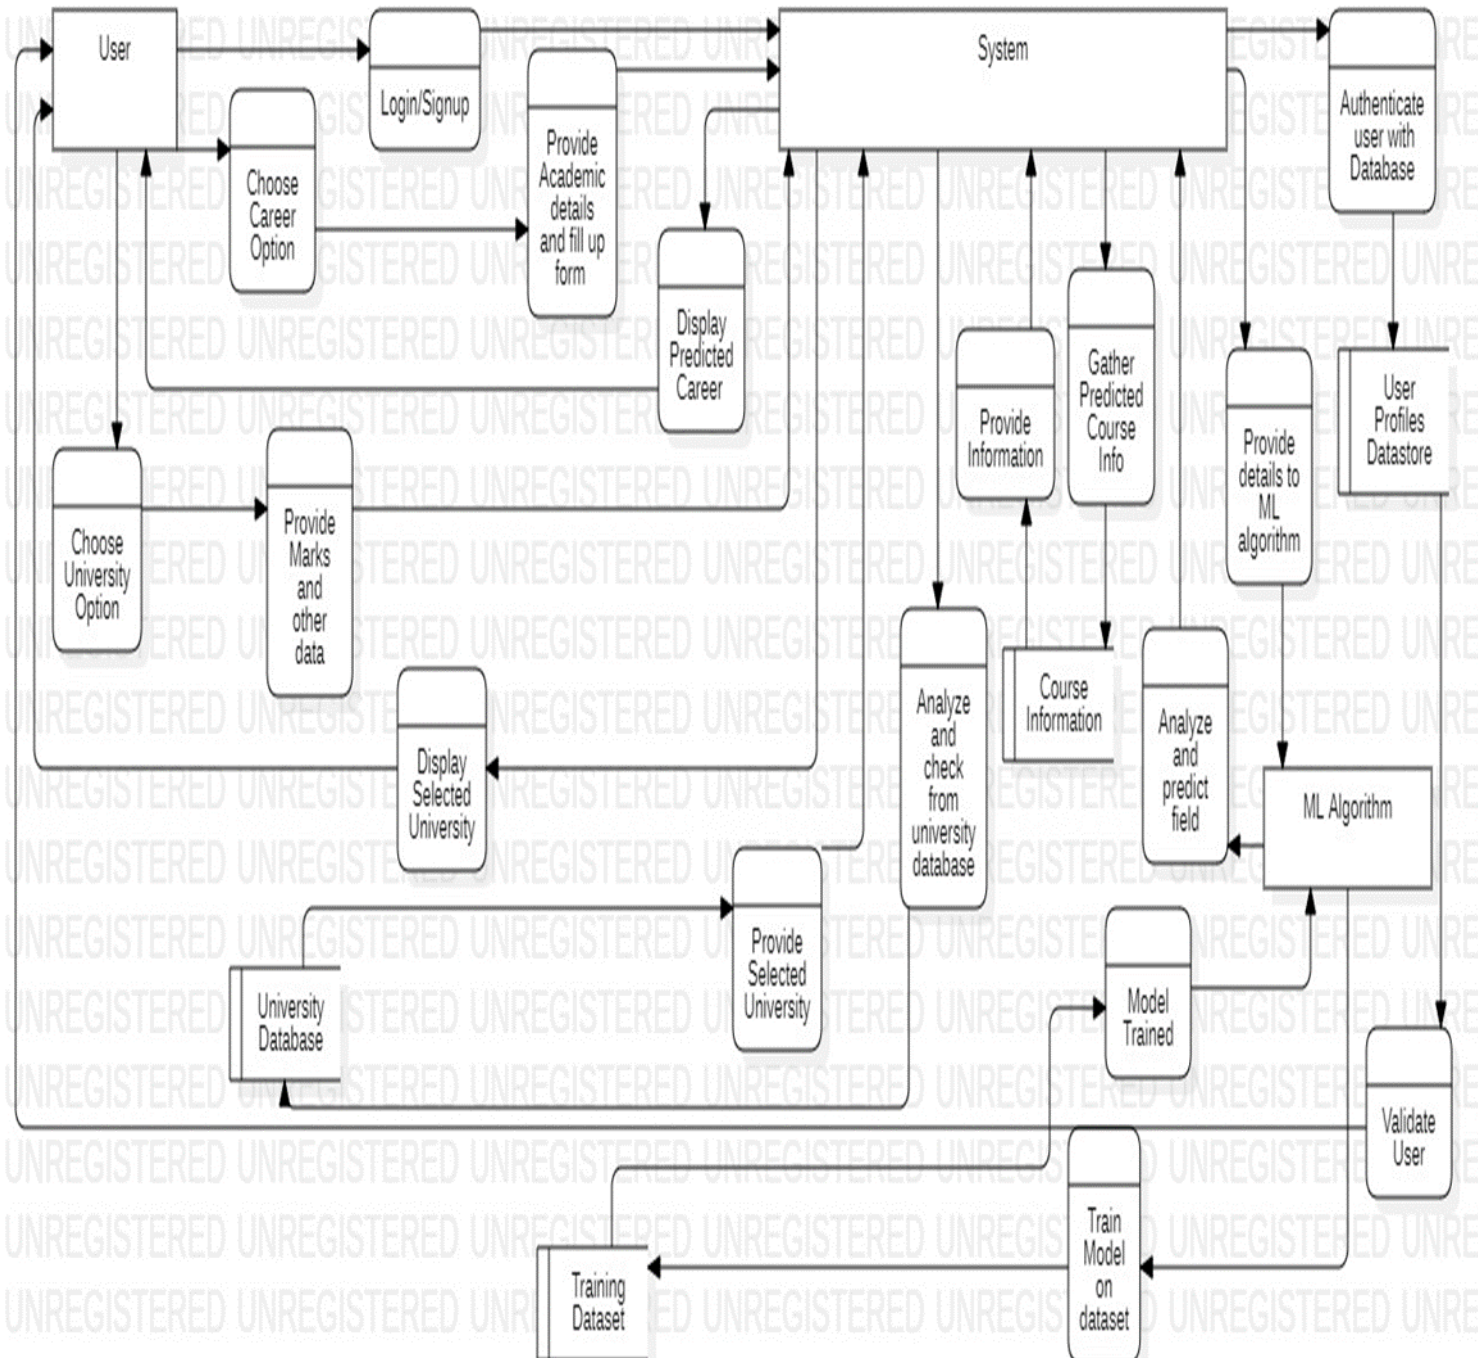 User
Login/Signup
Choose
Career
Option
Provide
Academic
details
and fill up
form
System
Authenticate
user with
Database
Display
Predicted
Career
Provide
Information
Gather
Predicted
Course
Info
Provide
details to
ML
algorithm
User
Profiles
Datastore
Choose
University
Option
Provide
Marks
and
other
data
Display
Selected
University
Analyze
and
check
from
university
database
Course
Information
Analyze
and
predict
field
ML Algorithm
University
Database
Provide
Selected
University
Model
Trained
Validate
User
Training
Dataset
Train
Model
on
dataset
UNREGISTERED